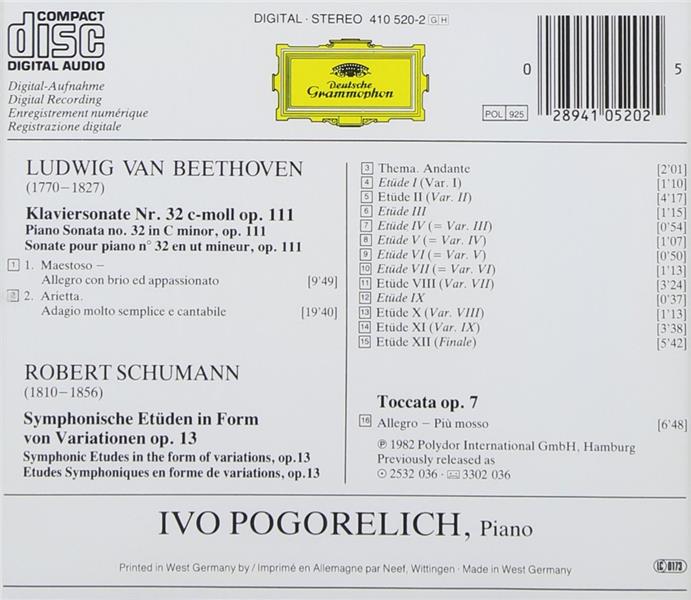 COMPACT
disc
DIGITAL AUDIO
DIGITAL · STEREO 410 520-2 GH
Deutsche
Grammophon
POL 925
0 28941 05202 5
Digital-Aufnahme
Digital Recording
Enregistrement numérique
Registrazione digitale
LUDWIG VAN BEETHOVEN
(1770–1827)
Klaviersonate Nr. 32 c-moll op. 111
Piano Sonata no. 32 in C minor, op. 111
Sonate pour piano n° 32 en ut mineur, op. 111
1 1. Maestoso –
Allegro con brio ed appassionato [9'49]
2 2. Arietta.
Adagio molto semplice e cantabile [19'40]
ROBERT SCHUMANN
(1810–1856)
Symphonische Etüden in Form
von Variationen op. 13
Symphonic Etudes in the form of variations, op.13
Etudes Symphoniques en forme de variations, op.13
3 Thema. Andante [2'01]
4 Etüde I (Var. I) [1'10]
5 Etüde II (Var. II) [4'17]
6 Etüde III [1'15]
7 Etüde IV (= Var. III) [0'54]
8 Etüde V (= Var. IV) [1'07]
9 Etüde VI (= Var. V) [0'50]
10 Etüde VII (= Var. VI) [1'13]
11 Etüde VIII (Var. VII) [3'24]
12 Etüde IX [0'37]
13 Etüde X (Var. VIII) [1'13]
14 Etüde XI (Var. IX) [3'38]
15 Etüde XII (Finale) [5'42]
Toccata op. 7
16 Allegro – Più mosso [6'48]
℗ 1982 Polydor International GmbH, Hamburg
Previously released as
2532 036 · 3302 036
IVO POGORELICH, Piano
Printed in West Germany by / Imprimé en Allemagne par Neef, Wittingen · Made in West Germany
LC 0173